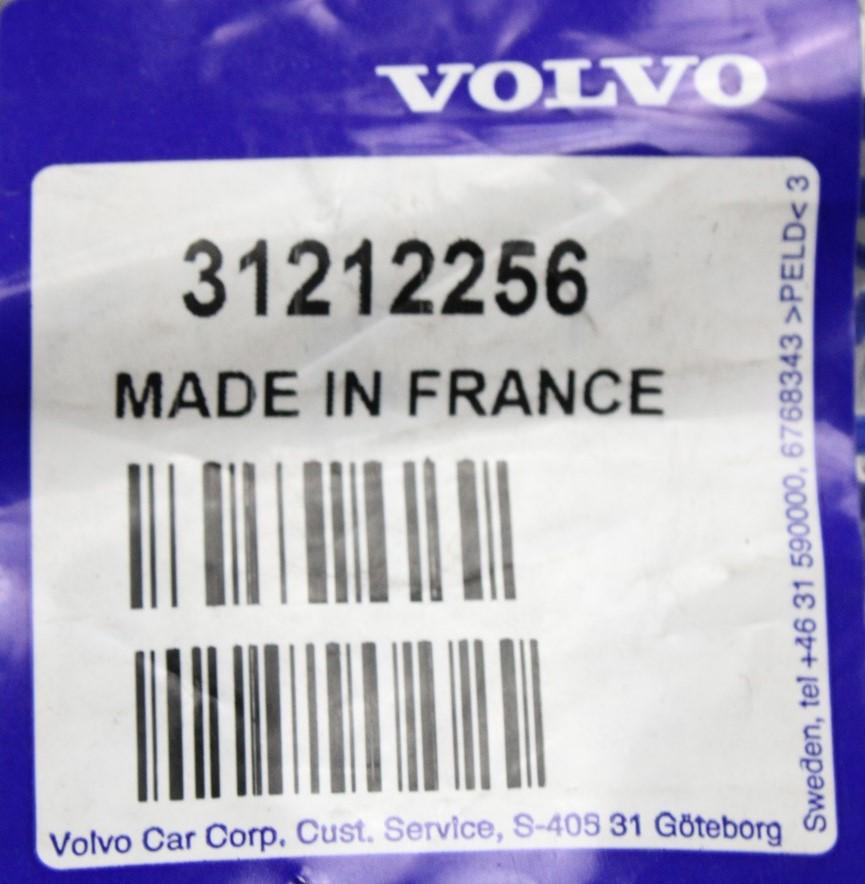 VOLVO
31212256
MADE IN FRANCE
Volvo Car Corp. Cust. Service, S-405 31 Göteborg
Sweden, tel +46 31 590000, 6768343 >PELD< 3